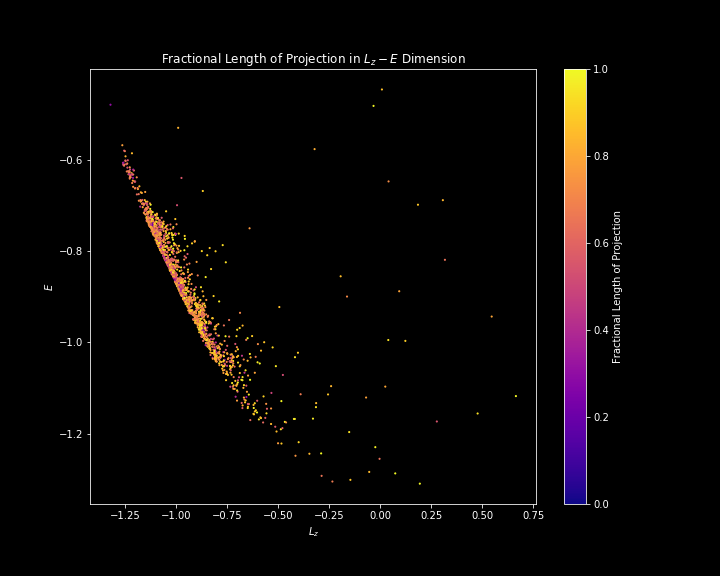 Fractional Length of Projection in L_z − E Dimension
−0.6
−0.8
−1.0
−1.2
E
−1.25 −1.00 −0.75 −0.50 −0.25 0.00 0.25 0.50 0.75
L_z
1.0
0.8
0.6
0.4
0.2
0.0
Fractional Length of Projection